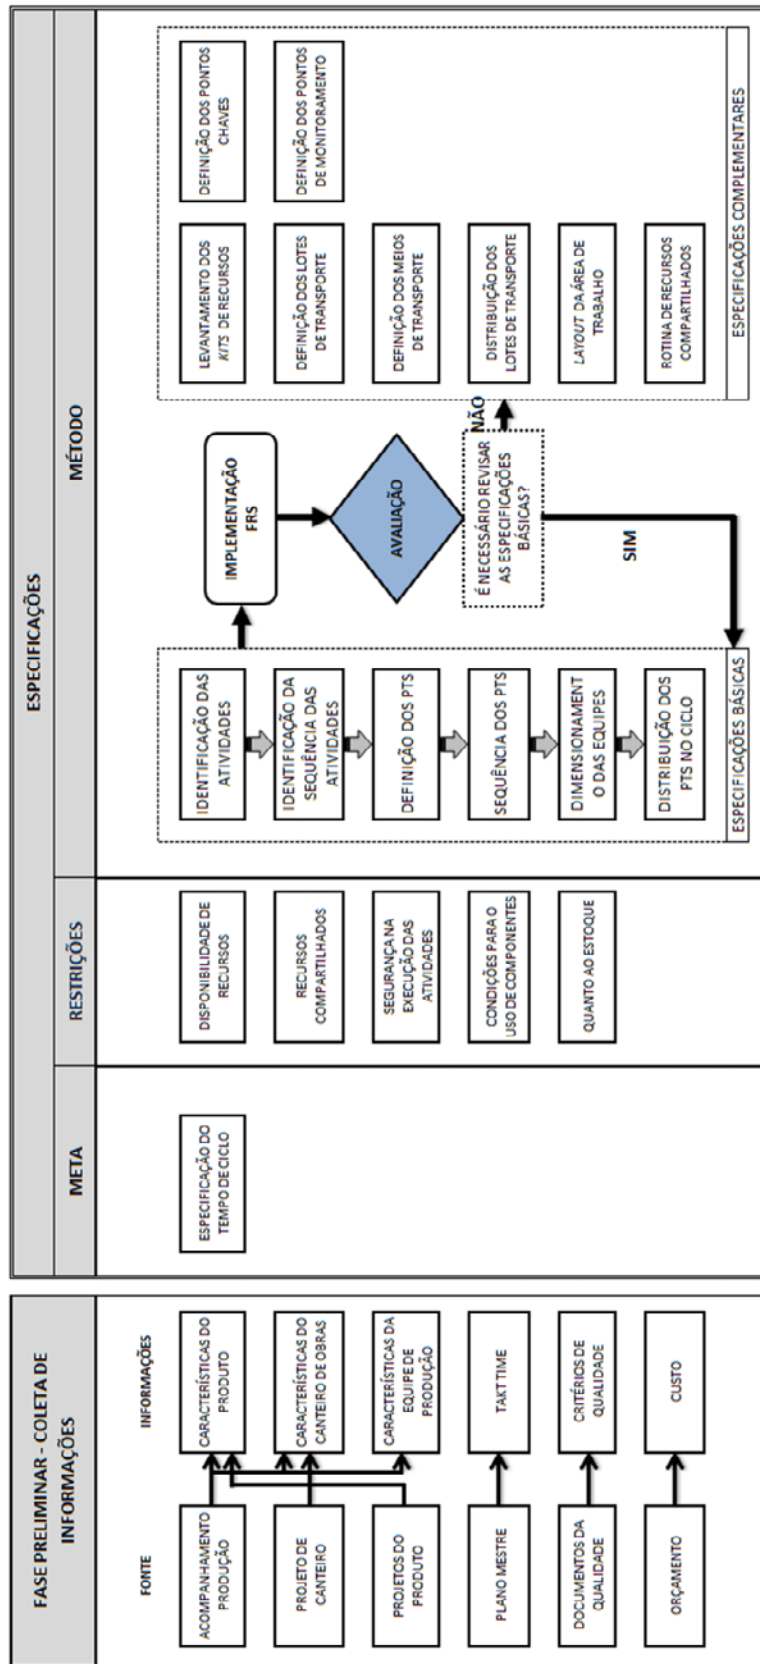 FASE PRELIMINAR – COLETA DE
INFORMAÇÕES
FONTE
INFORMAÇÕES
ACOMPANHAMENTO
PRODUÇÃO
CARACTERÍSTICAS DO
PRODUTO
PROJETO DE
CANTEIRO
CARACTERÍSTICAS DO
CANTEIRO DE OBRAS
PROJETOS DO
PRODUTO
CARACTERÍSTICAS DA
EQUIPE DE
PRODUÇÃO
PLANO MESTRE
TAKT TIME
DOCUMENTOS DA
QUALIDADE
CRITÉRIOS DE
QUALIDADE
ORÇAMENTO
CUSTO
ESPECIFICAÇÕES
META
RESTRIÇÕES
MÉTODO
ESPECIFICAÇÃO DO
TEMPO DE CICLO
DISPONIBILIDADE DE
RECURSOS
RECURSOS
COMPARTILHADOS
SEGURANÇA NA
EXECUÇÃO DAS
ATIVIDADES
CONDIÇÕES PARA O
USO DE COMPONENTES
QUANTO AO ESTOQUE
IDENTIFICAÇÃO DAS
ATIVIDADES
IDENTIFICAÇÃO DA
SEQUÊNCIA DAS
ATIVIDADES
DEFINIÇÃO DOS PTS
SEQUÊNCIA DOS PTS
DIMENSIONAMENT
O DAS EQUIPES
DISTRIBUIÇÃO DOS
PTS NO CICLO
ESPECIFICAÇÕES BÁSICAS
IMPLEMENTAÇÃO
FRS
AVALIAÇÃO
É NECESSÁRIO REVISAR
AS ESPECIFICAÇÕES
BÁSICAS?
NÃO
SIM
LEVANTAMENTO DOS
KITS DE RECURSOS
DEFINIÇÃO DOS PONTOS
CHAVES
DEFINIÇÃO DOS LOTES
DE TRANSPORTE
DEFINIÇÃO DOS PONTOS
DE MONITORAMENTO
DEFINIÇÃO DOS MEIOS
DE TRANSPORTE
DISTRIBUIÇÃO DOS
LOTES DE TRANSPORTE
LAYOUT DA ÁREA DE
TRABALHO
ROTINA DE RECURSOS
COMPARTILHADOS
ESPECIFICAÇÕES COMPLEMENTARES